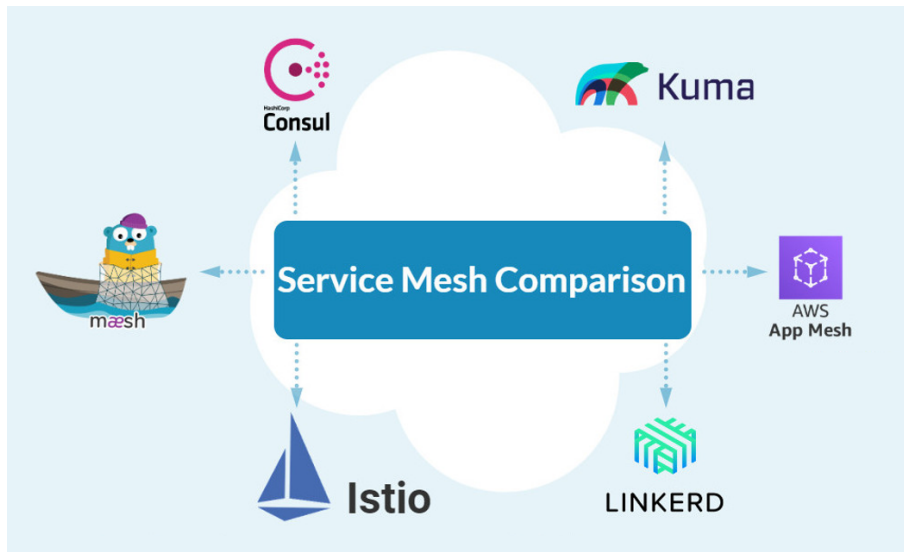 HashiCorp
Consul
Kuma
mæsh
Service Mesh Comparison
AWS
App Mesh
Istio
LINKERD